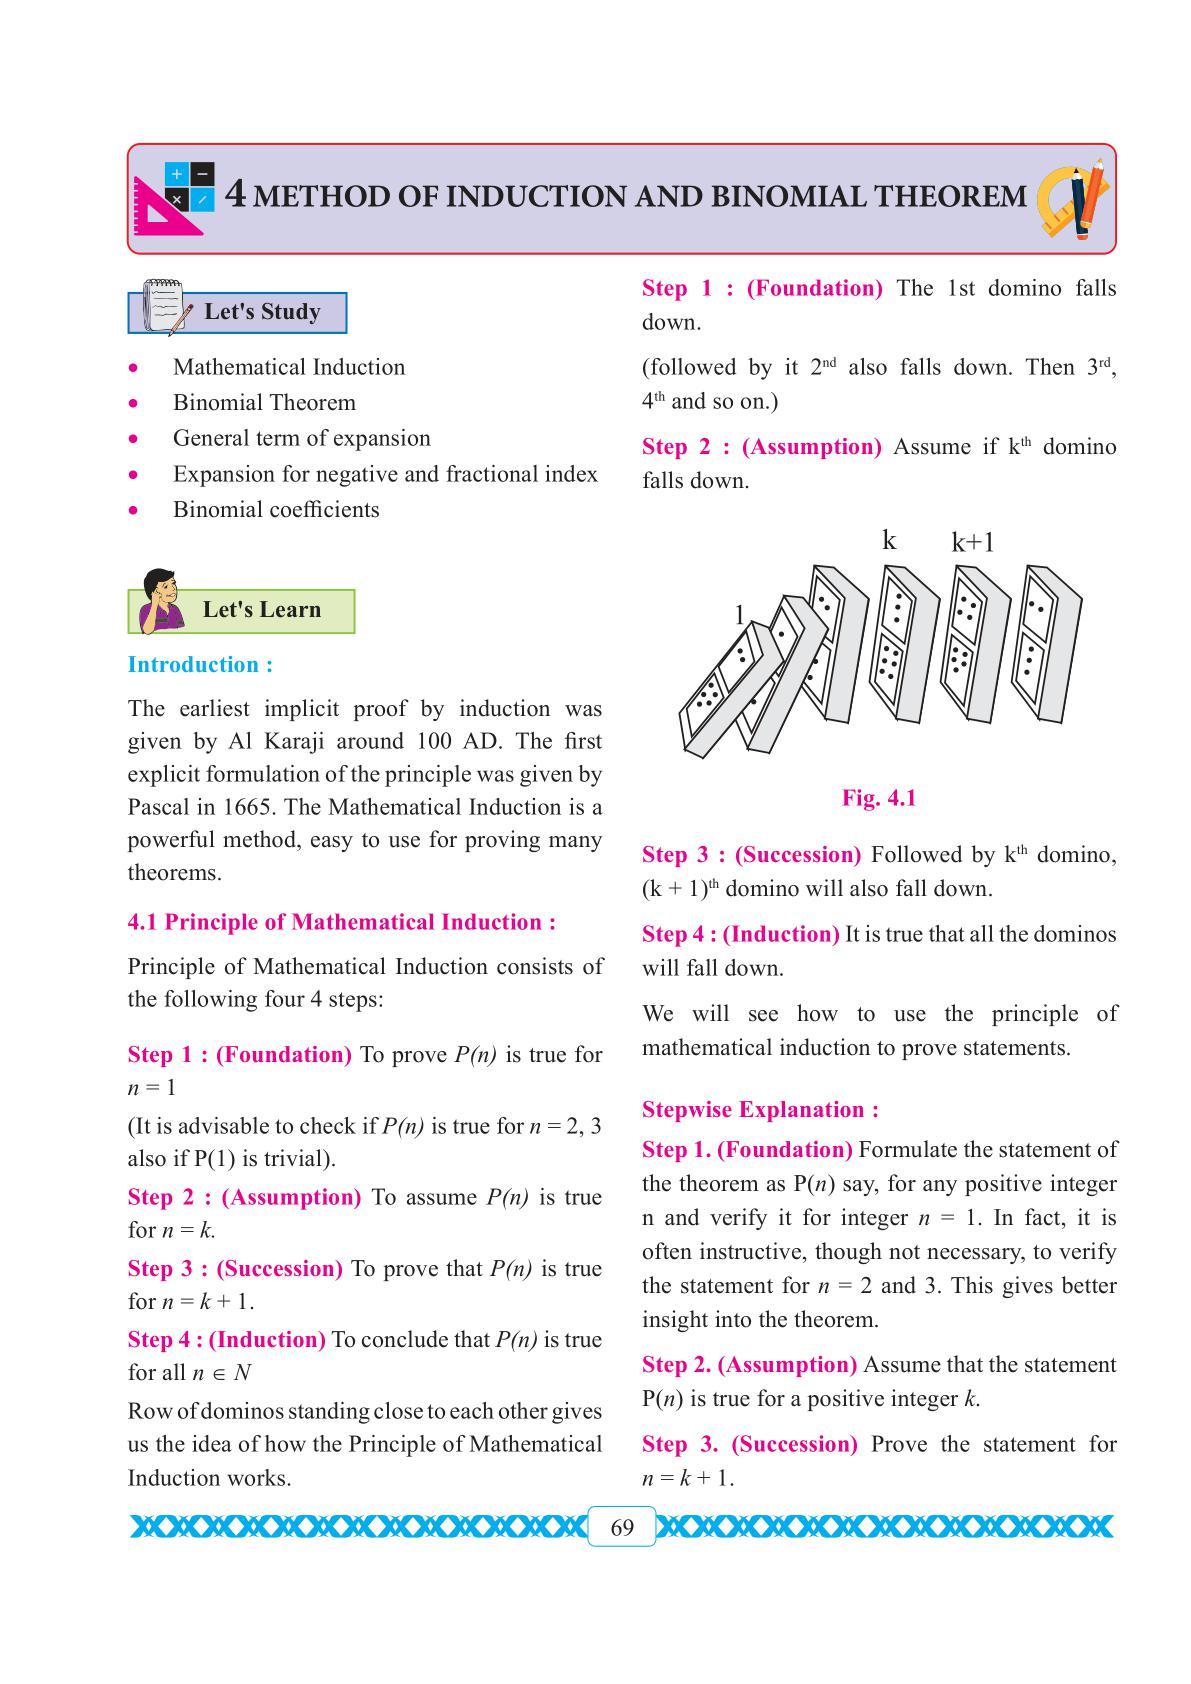 4 METHOD OF INDUCTION AND BINOMIAL THEOREM
Let's Study
• Mathematical Induction
• Binomial Theorem
• General term of expansion
• Expansion for negative and fractional index
• Binomial coefficients
Let's Learn
Introduction :
The earliest implicit proof by induction was
given by Al Karaji around 100 AD. The first
explicit formulation of the principle was given by
Pascal in 1665. The Mathematical Induction is a
powerful method, easy to use for proving many
theorems.
4.1 Principle of Mathematical Induction :
Principle of Mathematical Induction consists of
the following four 4 steps:
Step 1 : (Foundation) To prove P(n) is true for
n = 1
(It is advisable to check if P(n) is true for n = 2, 3
also if P(1) is trivial).
Step 2 : (Assumption) To assume P(n) is true
for n = k.
Step 3 : (Succession) To prove that P(n) is true
for n = k + 1.
Step 4 : (Induction) To conclude that P(n) is true
for all n ∈ N
Row of dominos standing close to each other gives
us the idea of how the Principle of Mathematical
Induction works.
Step 1 : (Foundation) The 1st domino falls
down.
(followed by it 2nd also falls down. Then 3rd,
4th and so on.)
Step 2 : (Assumption) Assume if kth domino
falls down.
k k+1
1
Fig. 4.1
Step 3 : (Succession) Followed by kth domino,
(k + 1)th domino will also fall down.
Step 4 : (Induction) It is true that all the dominos
will fall down.
We will see how to use the principle of
mathematical induction to prove statements.
Stepwise Explanation :
Step 1. (Foundation) Formulate the statement of
the theorem as P(n) say, for any positive integer
n and verify it for integer n = 1. In fact, it is
often instructive, though not necessary, to verify
the statement for n = 2 and 3. This gives better
insight into the theorem.
Step 2. (Assumption) Assume that the statement
P(n) is true for a positive integer k.
Step 3. (Succession) Prove the statement for
n = k + 1.
69